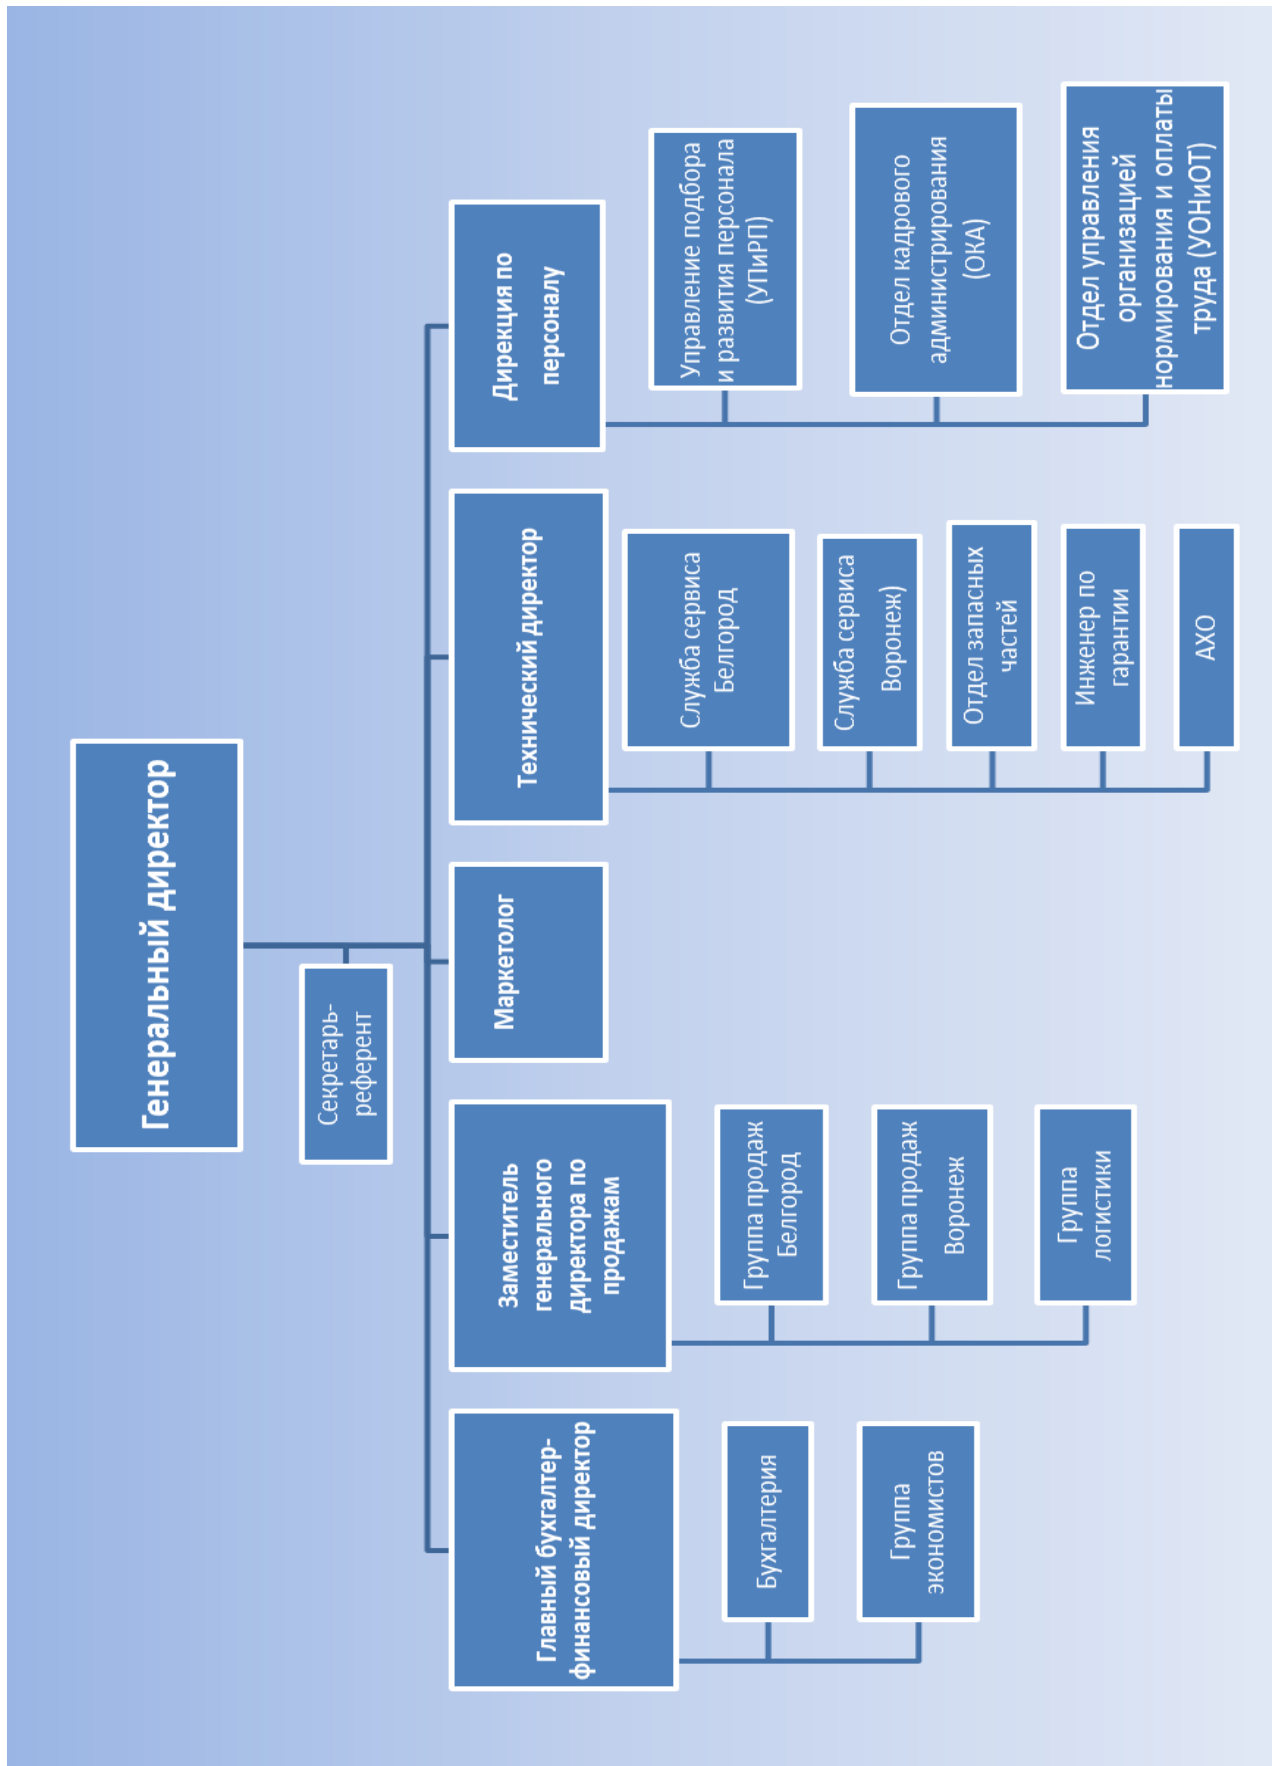 Генеральный директор
Секретарь-
референт
Главный бухгалтер-
финансовый директор
Бухгалтерия
Группа
экономистов
Заместитель
генерального
директора по
продажам
Группа продаж
Белгород
Группа продаж
Воронеж
Группа
логистики
Маркетолог
Технический директор
Служба сервиса
Белгород
Служба сервиса
Воронеж)
Отдел запасных
частей
Инженер по
гарантии
АХО
Дирекция по
персоналу
Управление подбора
и развития персонала
(УПиРП)
Отдел кадрового
администрирования
(ОКА)
Отдел управления
организацией
нормирования и оплаты
труда (УОНиОТ)